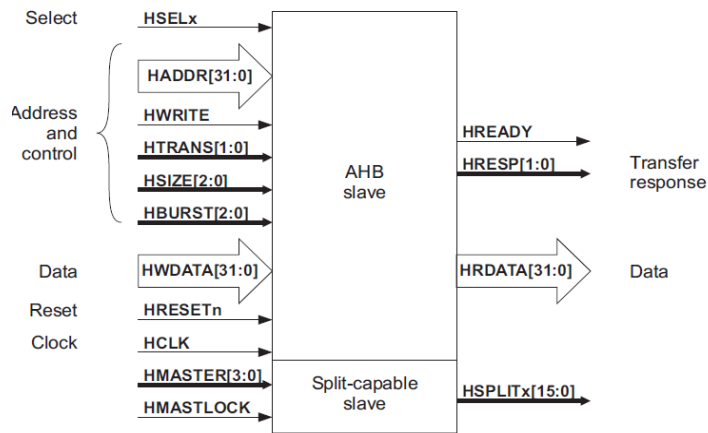 Select
HSELx
HADDR[31:0]
Address
and
control
HWRITE
HTRANS[1:0]
HSIZE[2:0]
HBURST[2:0]
AHB
slave
HREADY
HRESP[1:0]
Transfer
response
Data
HWDATA[31:0]
HRDATA[31:0]
Data
Reset
HRESETn
Clock
HCLK
HMASTER[3:0]
HMASTLOCK
Split-capable
slave
HSPLITx[15:0]